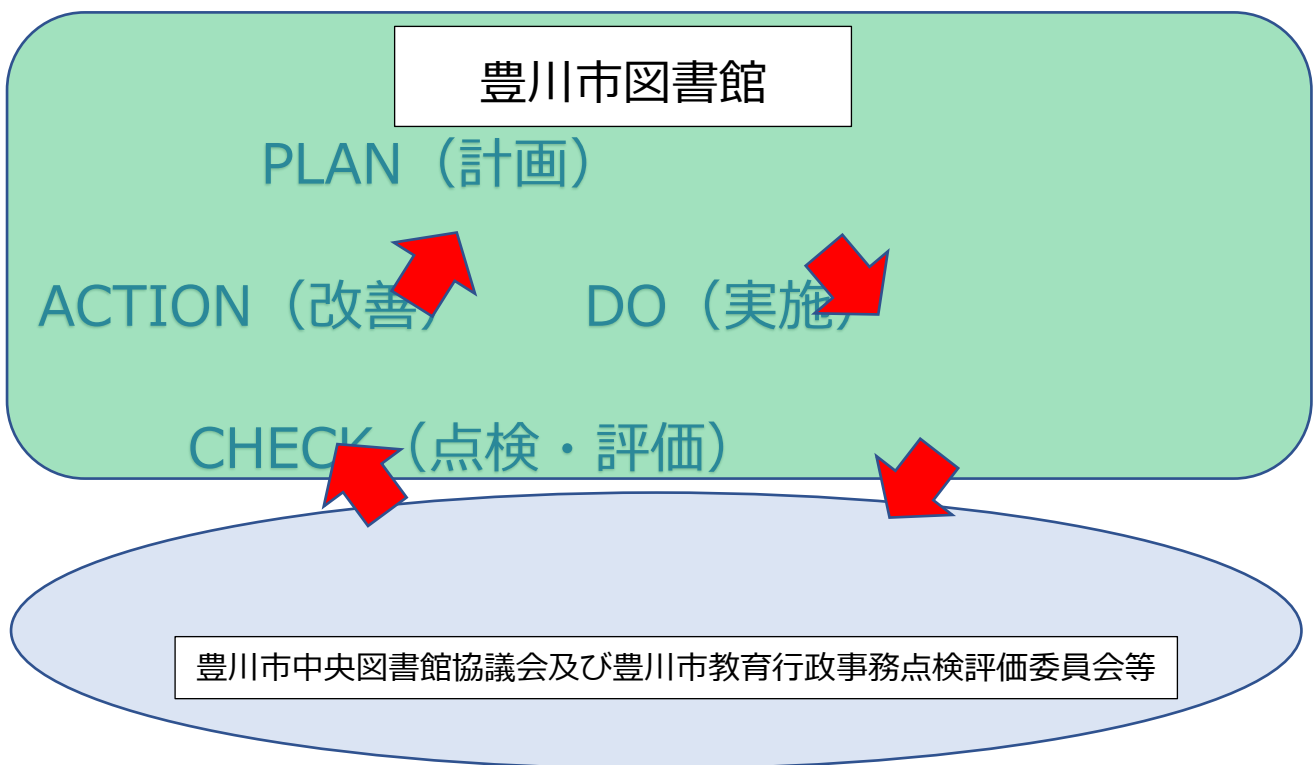 豊川市図書館
PLAN（計画）
ACTION（改善） DO（実施）
CHECK（点検・評価）
豊川市中央図書館協議会及び豊川市教育行政事務点検評価委員会等